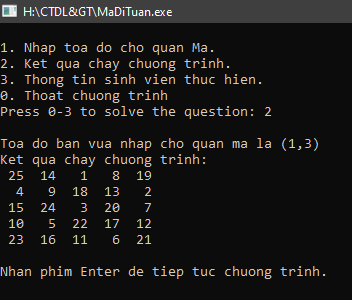 H:\CTDL&GT\MaDiTuan.exe
1. Nhap toa do cho quan Ma.
2. Ket qua chay chuong trinh.
3. Thong tin sinh vien thuc hien.
0. Thoat chuong trinh
Press 0-3 to solve the question: 2
Toa do ban vua nhap cho quan ma la (1,3)
Ket qua chay chuong trinh:
25 14 1 8 19
4 9 18 13 2
15 24 3 20 7
10 5 22 17 12
23 16 11 6 21
Nhan phim Enter de tiep tuc chuong trinh.